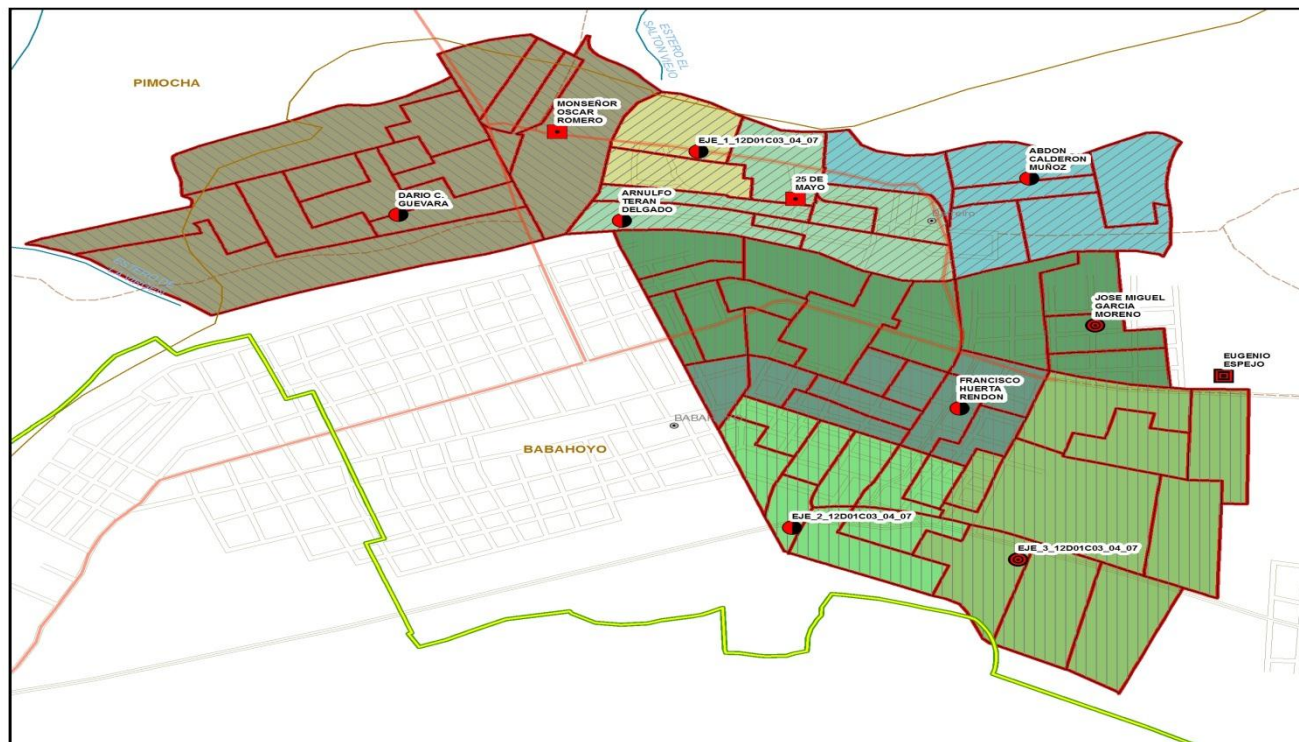 ESTERO EL
SALTON VIEJO
PIMOCHA
MONSEÑOR
OSCAR
ROMERO
EJE_1_12D01C03_04_07
ABDON
CALDERON
MUÑOZ
25 DE
MAYO
DARIO C.
GUEVARA
ARNULFO
TERAN
DELGADO
JOSE MIGUEL
GARCIA
MORENO
EUGENIO
ESPEJO
FRANCISCO
HUERTA
RENDON
BABAHOYO
EJE_2_12D01C03_04_07
EJE_3_12D01C03_04_07